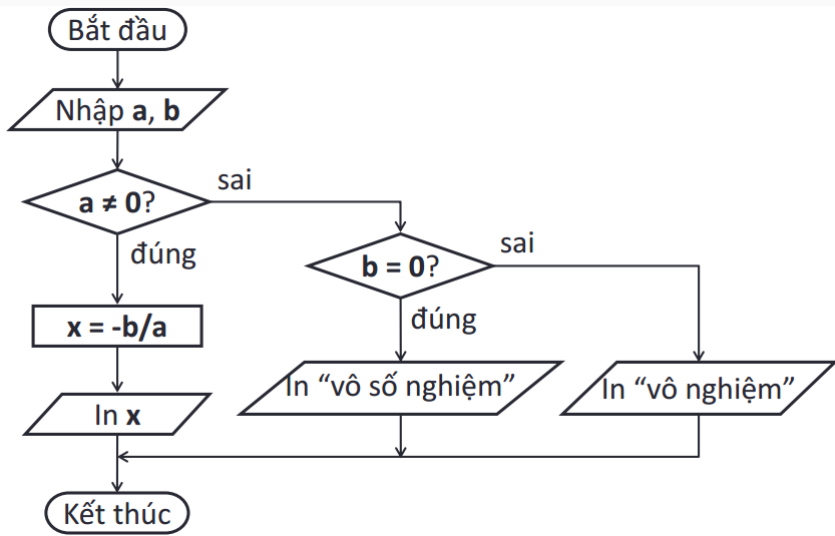 Bắt đầu
Nhập a, b
a ≠ 0?
sai
đúng
b = 0?
sai
đúng
x = -b/a
In x
In “vô số nghiệm”
In “vô nghiệm”
Kết thúc